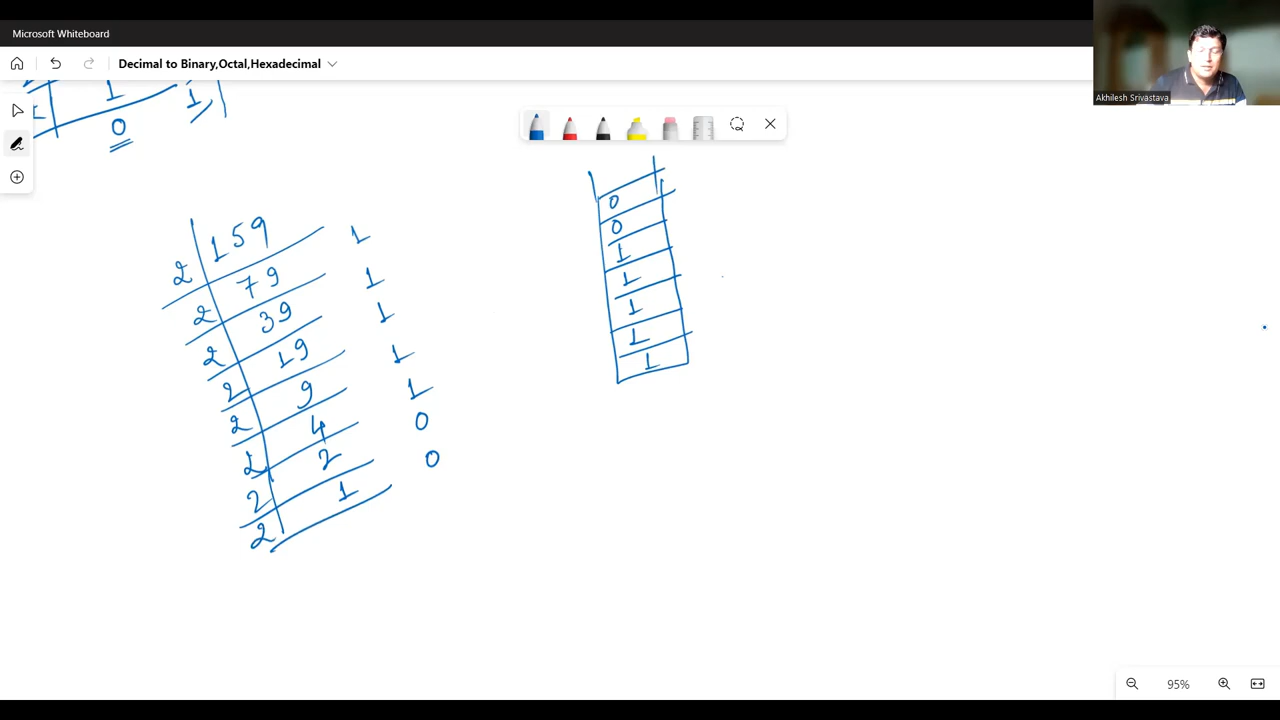 Microsoft Whiteboard
Decimal to Binary,Octal,Hexadecimal
Akhilesh Srivastava
1 1
0
2 159 1
2 79 1
2 39 1
2 19 1
2 9 1
2 4 0
2 2 0
2 1
0
0
1
1
1
1
1
95%